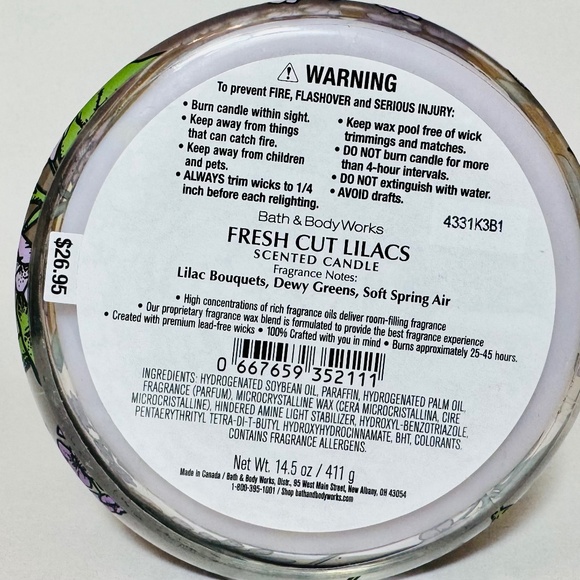 ⚠ WARNING
To prevent FIRE, FLASHOVER and SERIOUS INJURY:
• Burn candle within sight.
• Keep away from things
that can catch fire.
• Keep away from children
and pets.
• ALWAYS trim wicks to 1/4
inch before each relighting.
• Keep wax pool free of wick
trimmings and matches.
• DO NOT burn candle for more
than 4-hour intervals.
• DO NOT extinguish with water.
• AVOID drafts.
4331K3B1
Bath & Body Works
FRESH CUT LILACS
SCENTED CANDLE
Fragrance Notes:
Lilac Bouquets, Dewy Greens, Soft Spring Air
$26.95
• High concentrations of rich fragrance oils deliver room-filling fragrance
• Our proprietary fragrance wax blend is formulated to provide the best fragrance experience
• Created with premium lead-free wicks • 100% Crafted with you in mind • Burns approximately 25-45 hours.
0 667659 352111
INGREDIENTS: HYDROGENATED SOYBEAN OIL, PARAFFIN, HYDROGENATED PALM OIL,
FRAGRANCE (PARFUM), MICROCRYSTALLINE WAX (CERA MICROCRISTALLINA, CIRE
MICROCRISTALLINE), HINDERED AMINE LIGHT STABILIZER, HYDROXYL-BENZOTRIAZOLE,
PENTAERYTHRITYL TETRA-DI-T-BUTYL HYDROXYHYDROCINNAMATE, BHT, COLORANTS.
CONTAINS FRAGRANCE ALLERGENS.
Net Wt. 14.5 oz / 411 g
Made in Canada / Bath & Body Works, Distr., 95 West Main Street, New Albany, OH 43054
1-800-395-1001 / Shop bathandbodyworks.com